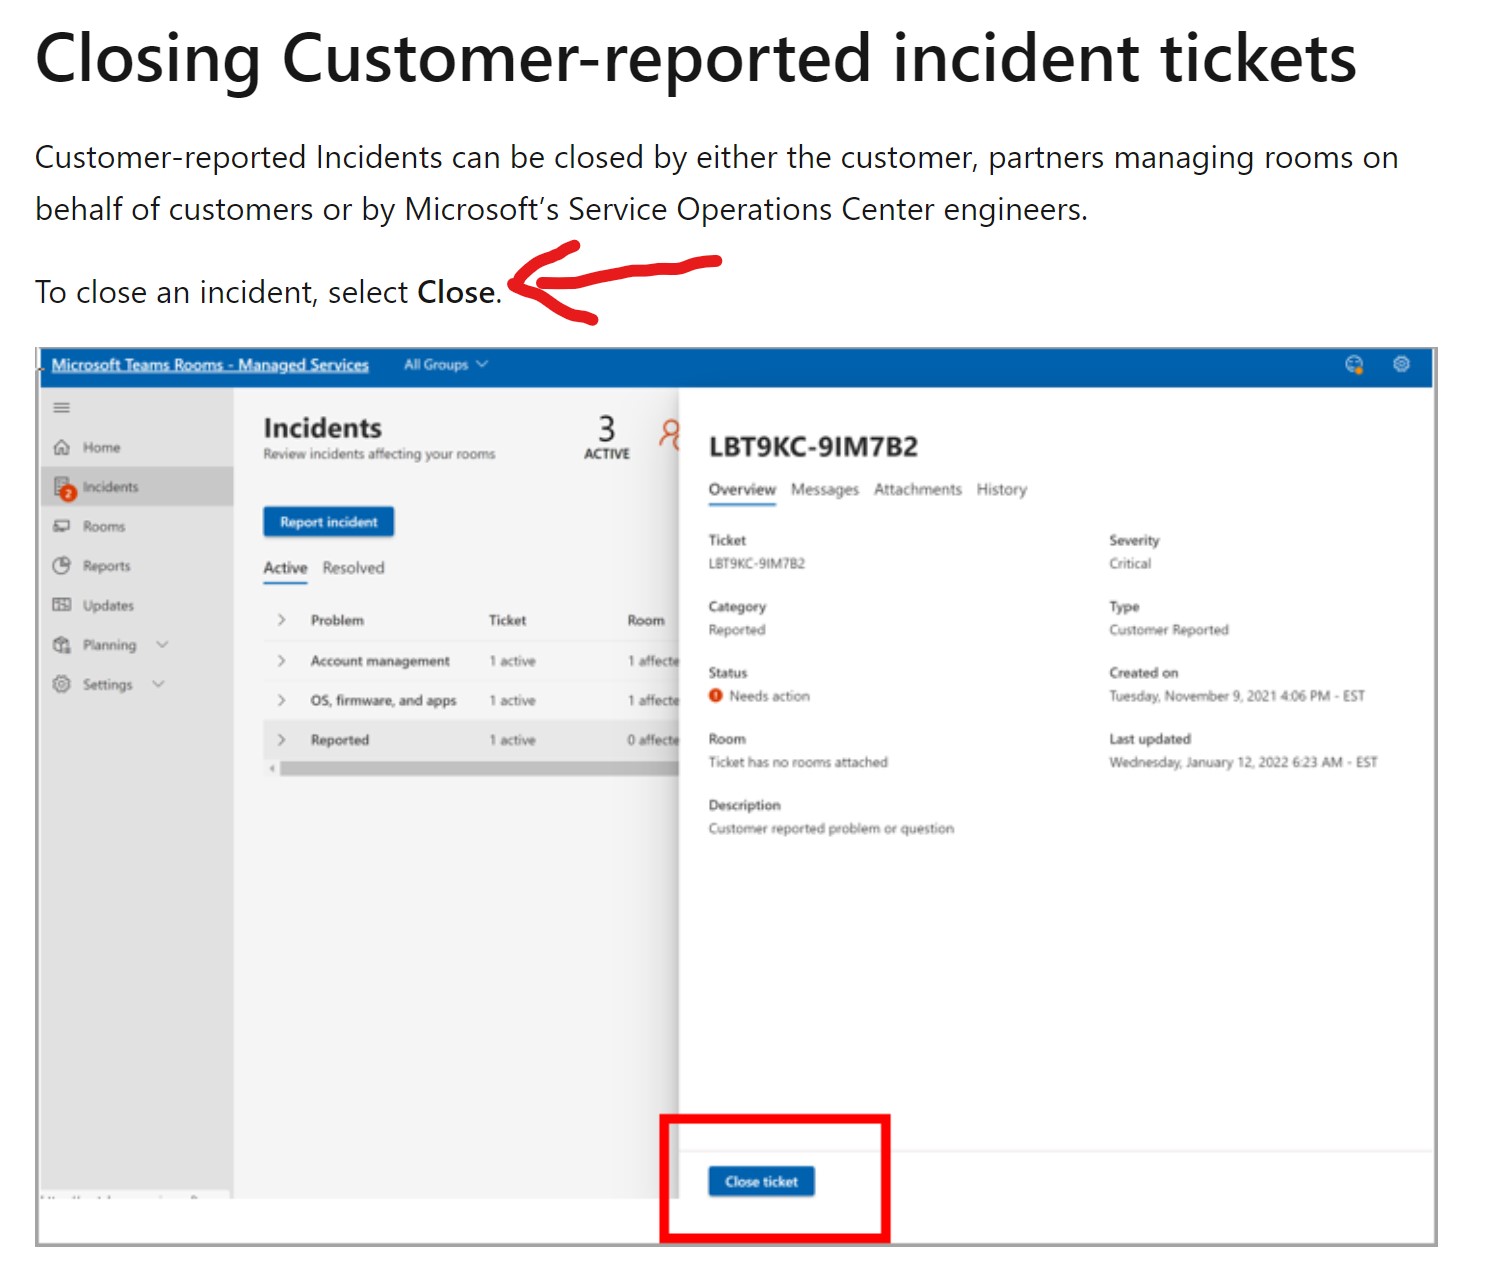 Closing Customer-reported incident tickets
Customer-reported Incidents can be closed by either the customer, partners managing rooms on
behalf of customers or by Microsoft’s Service Operations Center engineers.
To close an incident, select Close.
Microsoft Teams Rooms - Managed Services All Groups
Home
Incidents
2
Rooms
Reports
Updates
Planning
Settings
Incidents
Review incidents affecting your rooms
3
ACTIVE
Report incident
Active Resolved
Problem Ticket Room
Account management 1 active 1 affecte
OS, firmware, and apps 1 active 1 affecte
Reported 1 active 0 affecte
LBT9KC-9IM7B2
Overview Messages Attachments History
Ticket Severity
LBT9KC-9IM7B2 Critical
Category Type
Reported Customer Reported
Status Created on
Needs action Tuesday, November 9, 2021 4:06 PM - EST
Room Last updated
Ticket has no rooms attached Wednesday, January 12, 2022 6:23 AM - EST
Description
Customer reported problem or question
Close ticket